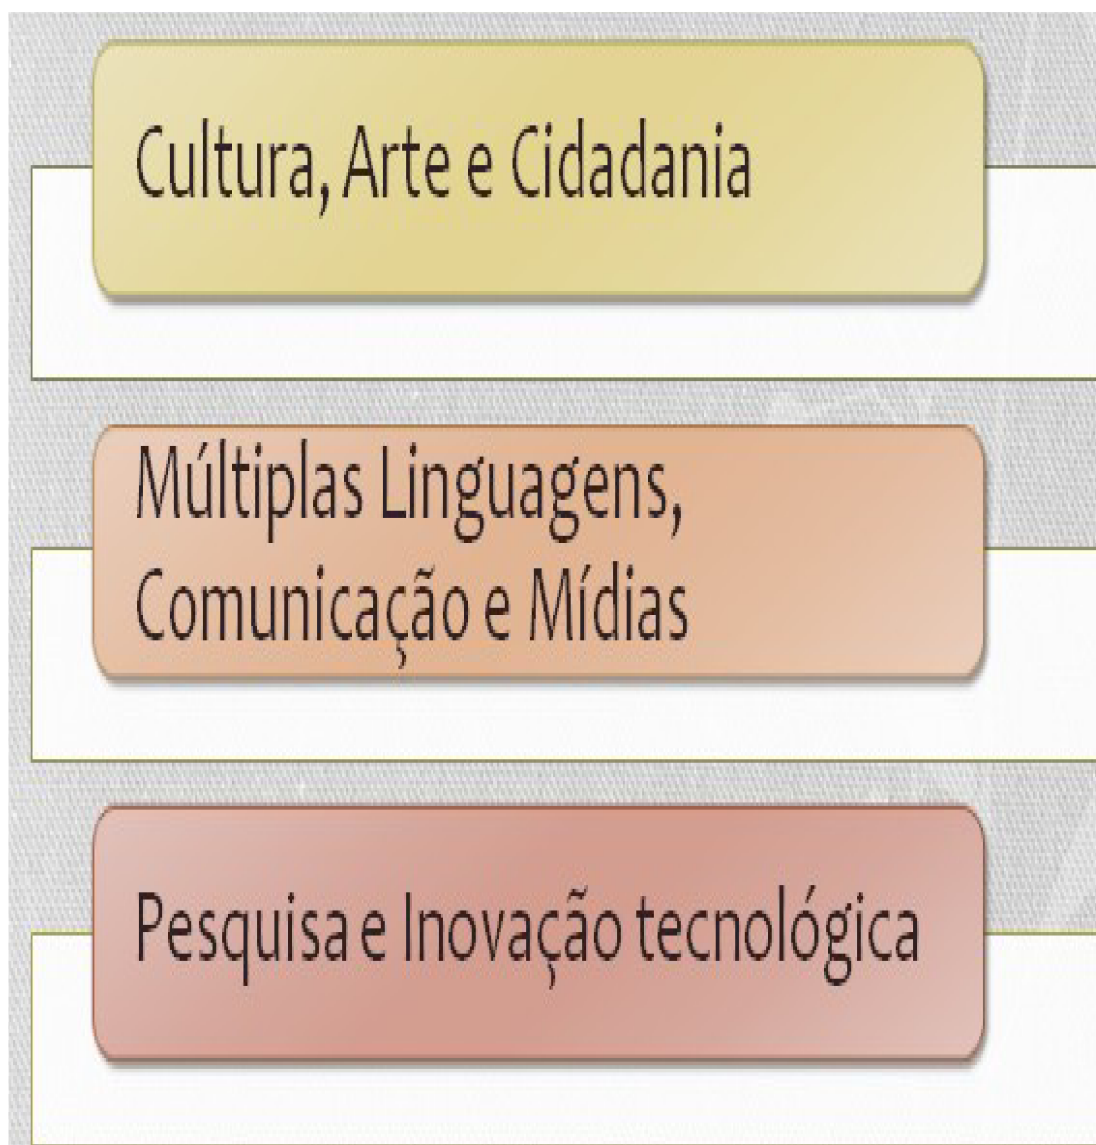 Cultura, Arte e Cidadania
Múltiplas Linguagens,
Comunicação e Mídias
Pesquisa e Inovação tecnológica